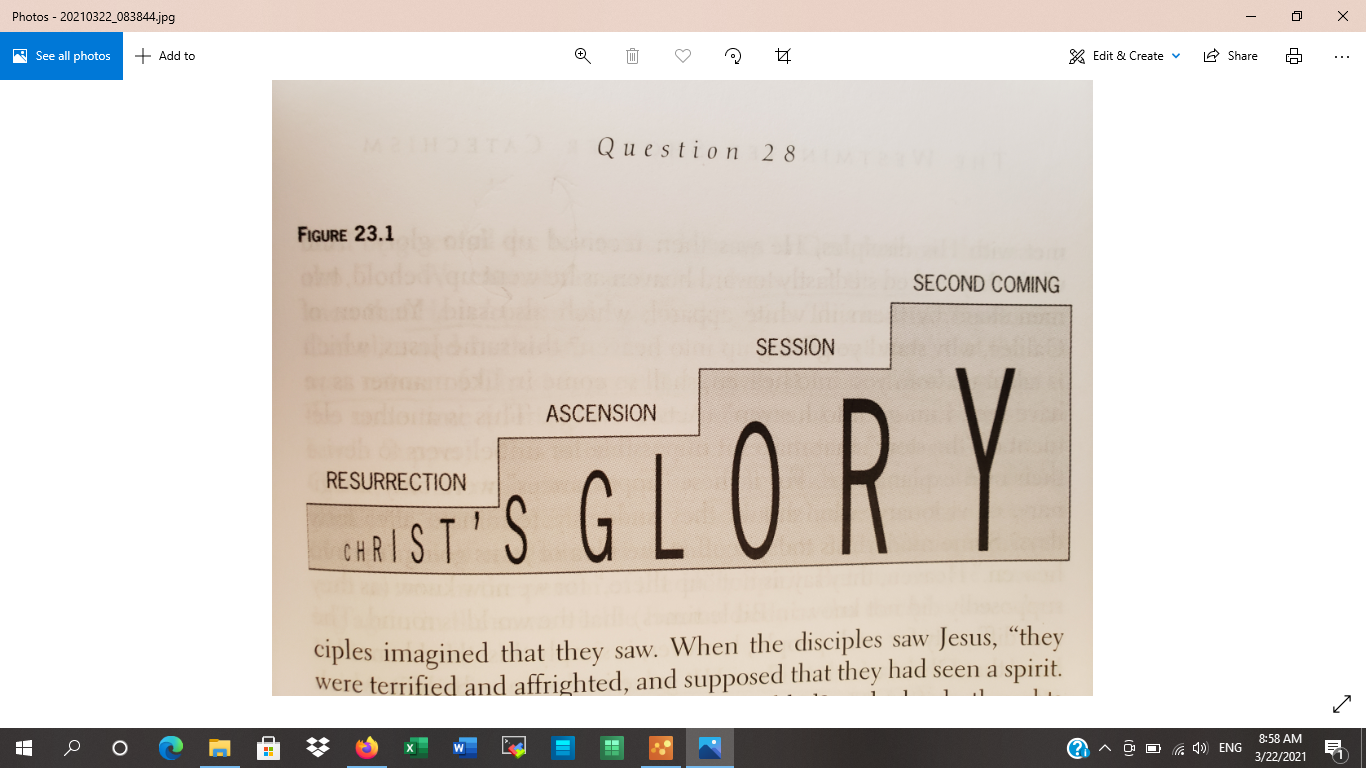 Photos - 20210322_083844.jpg
See all photos
Add to
Edit & Create
Share
Question 28
FIGURE 23.1
SECOND COMING
SESSION
ASCENSION
RESURRECTION
CHRIST'S GLORY
ciples imagined that they saw. When the disciples saw Jesus, “they
were terrified and affrighted, and supposed that they had seen a spirit.
ENG
8:58 AM
3/22/2021
1